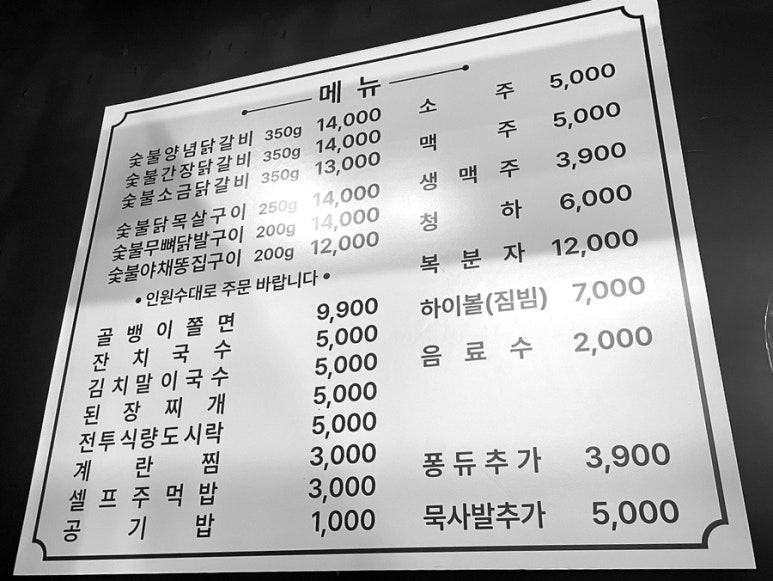 메 뉴
숯불양념닭갈비 350g 14,000
숯불간장닭갈비 350g 14,000
숯불소금닭갈비 350g 13,000
숯불닭목살구이 250g 14,000
숯불무뼈닭발구이 200g 14,000
숯불야채똥집구이 200g 12,000
• 인원수대로 주문 바랍니다 •
골뱅이쫄면 9,900
잔치국수 5,000
김치말이국수 5,000
된장찌개 5,000
전투식량도시락 5,000
계란찜 3,000
셀프주먹밥 3,000
공기밥 1,000
소주 5,000
맥주 5,000
생맥주 3,900
청하 6,000
복분자 12,000
하이볼(짐빔) 7,000
음료수 2,000
퐁듀추가 3,900
묵사발추가 5,000